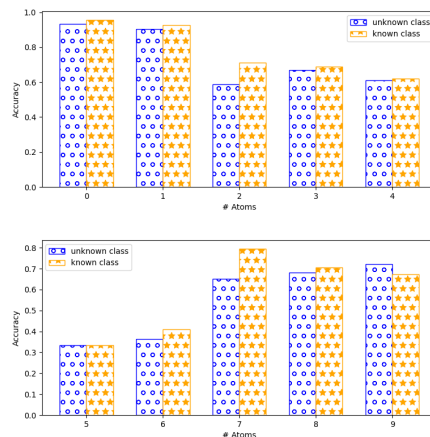 1.0
0.8
0.6
0.4
0.2
0.0
Accuracy
unknown class
known class
0 1 2 3 4
# Atoms
0.8
0.7
0.6
0.5
0.4
0.3
0.2
0.1
0.0
Accuracy
unknown class
known class
5 6 7 8 9
# Atoms